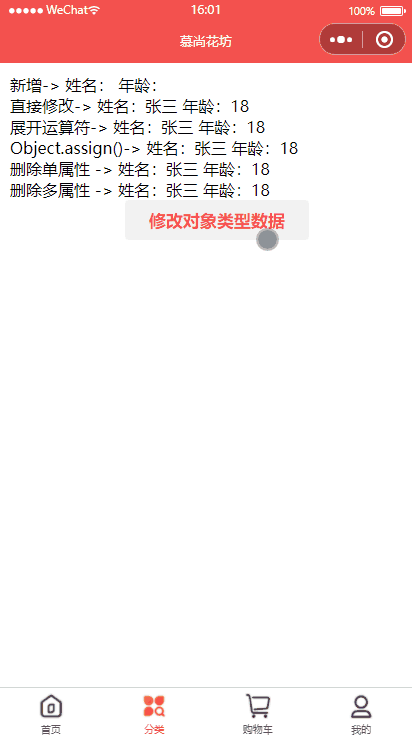 WeChat 16:01 100%
慕尚花坊
新增-> 姓名： 年龄：
直接修改-> 姓名：张三 年龄：18
展开运算符-> 姓名：张三 年龄：18
Object.assign()-> 姓名：张三 年龄：18
删除单属性 -> 姓名：张三 年龄：18
删除多属性 -> 姓名：张三 年龄：18
修改对象类型数据
首页 分类 购物车 我的